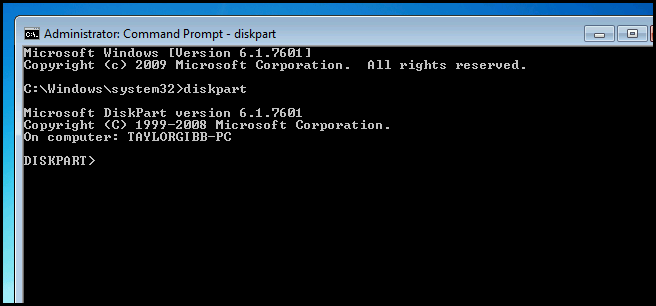 Administrator: Command Prompt - diskpart
Microsoft Windows [Version 6.1.7601]
Copyright (c) 2009 Microsoft Corporation.  All rights reserved.
C:\Windows\system32>diskpart
Microsoft DiskPart version 6.1.7601
Copyright (C) 1999-2008 Microsoft Corporation.
On computer: TAYLORGIBB-PC
DISKPART>